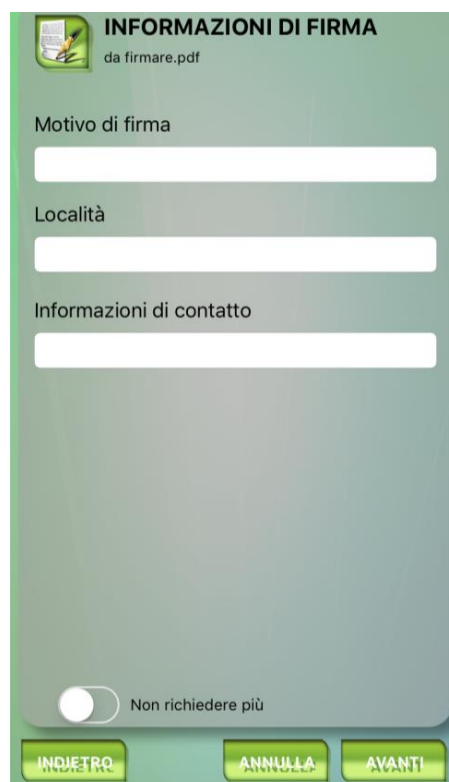 INFORMAZIONI DI FIRMA
da firmare.pdf
Motivo di firma
Località
Informazioni di contatto
Non richiedere più
INDIETRO
ANNULLA
AVANTI